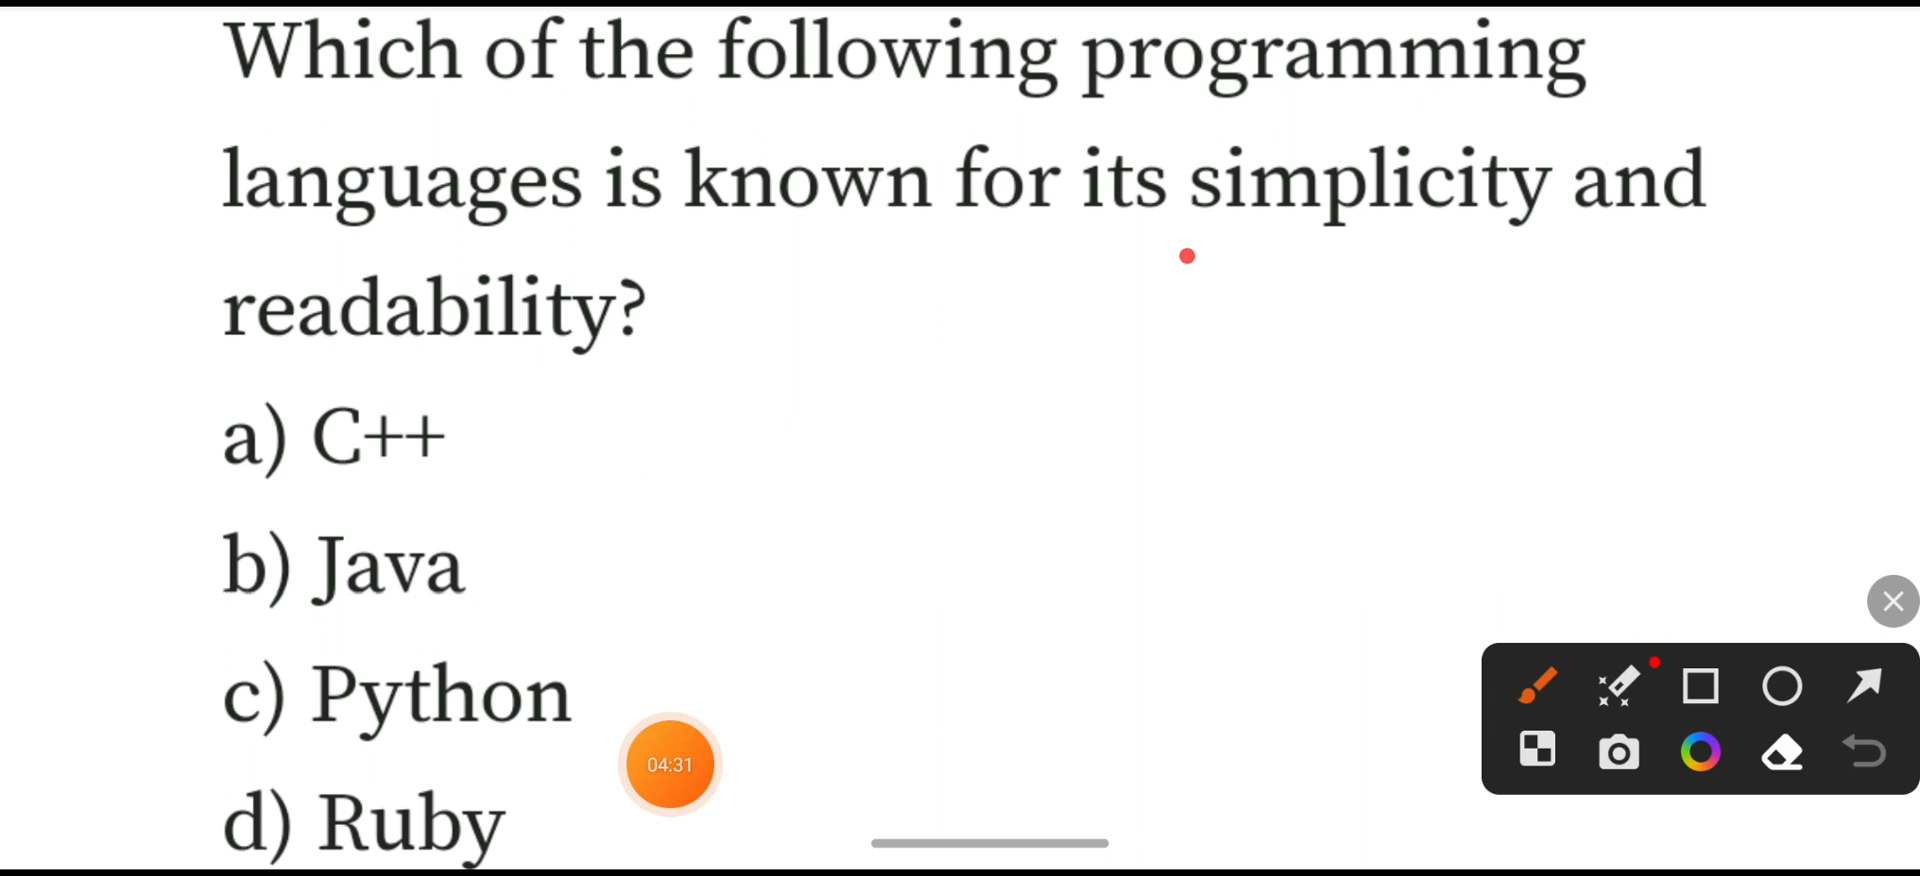 Which of the following programming
languages is known for its simplicity and
readability?
a) C++
b) Java
c) Python
04:31
d) Ruby